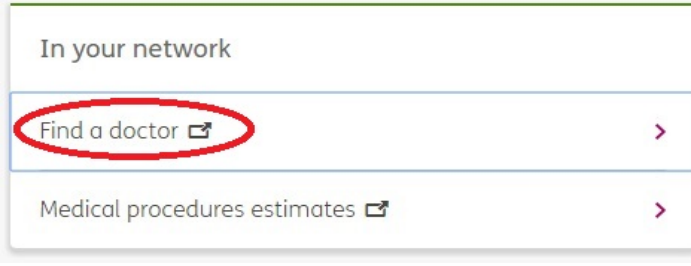 In your network
Find a doctor
Medical procedures estimates